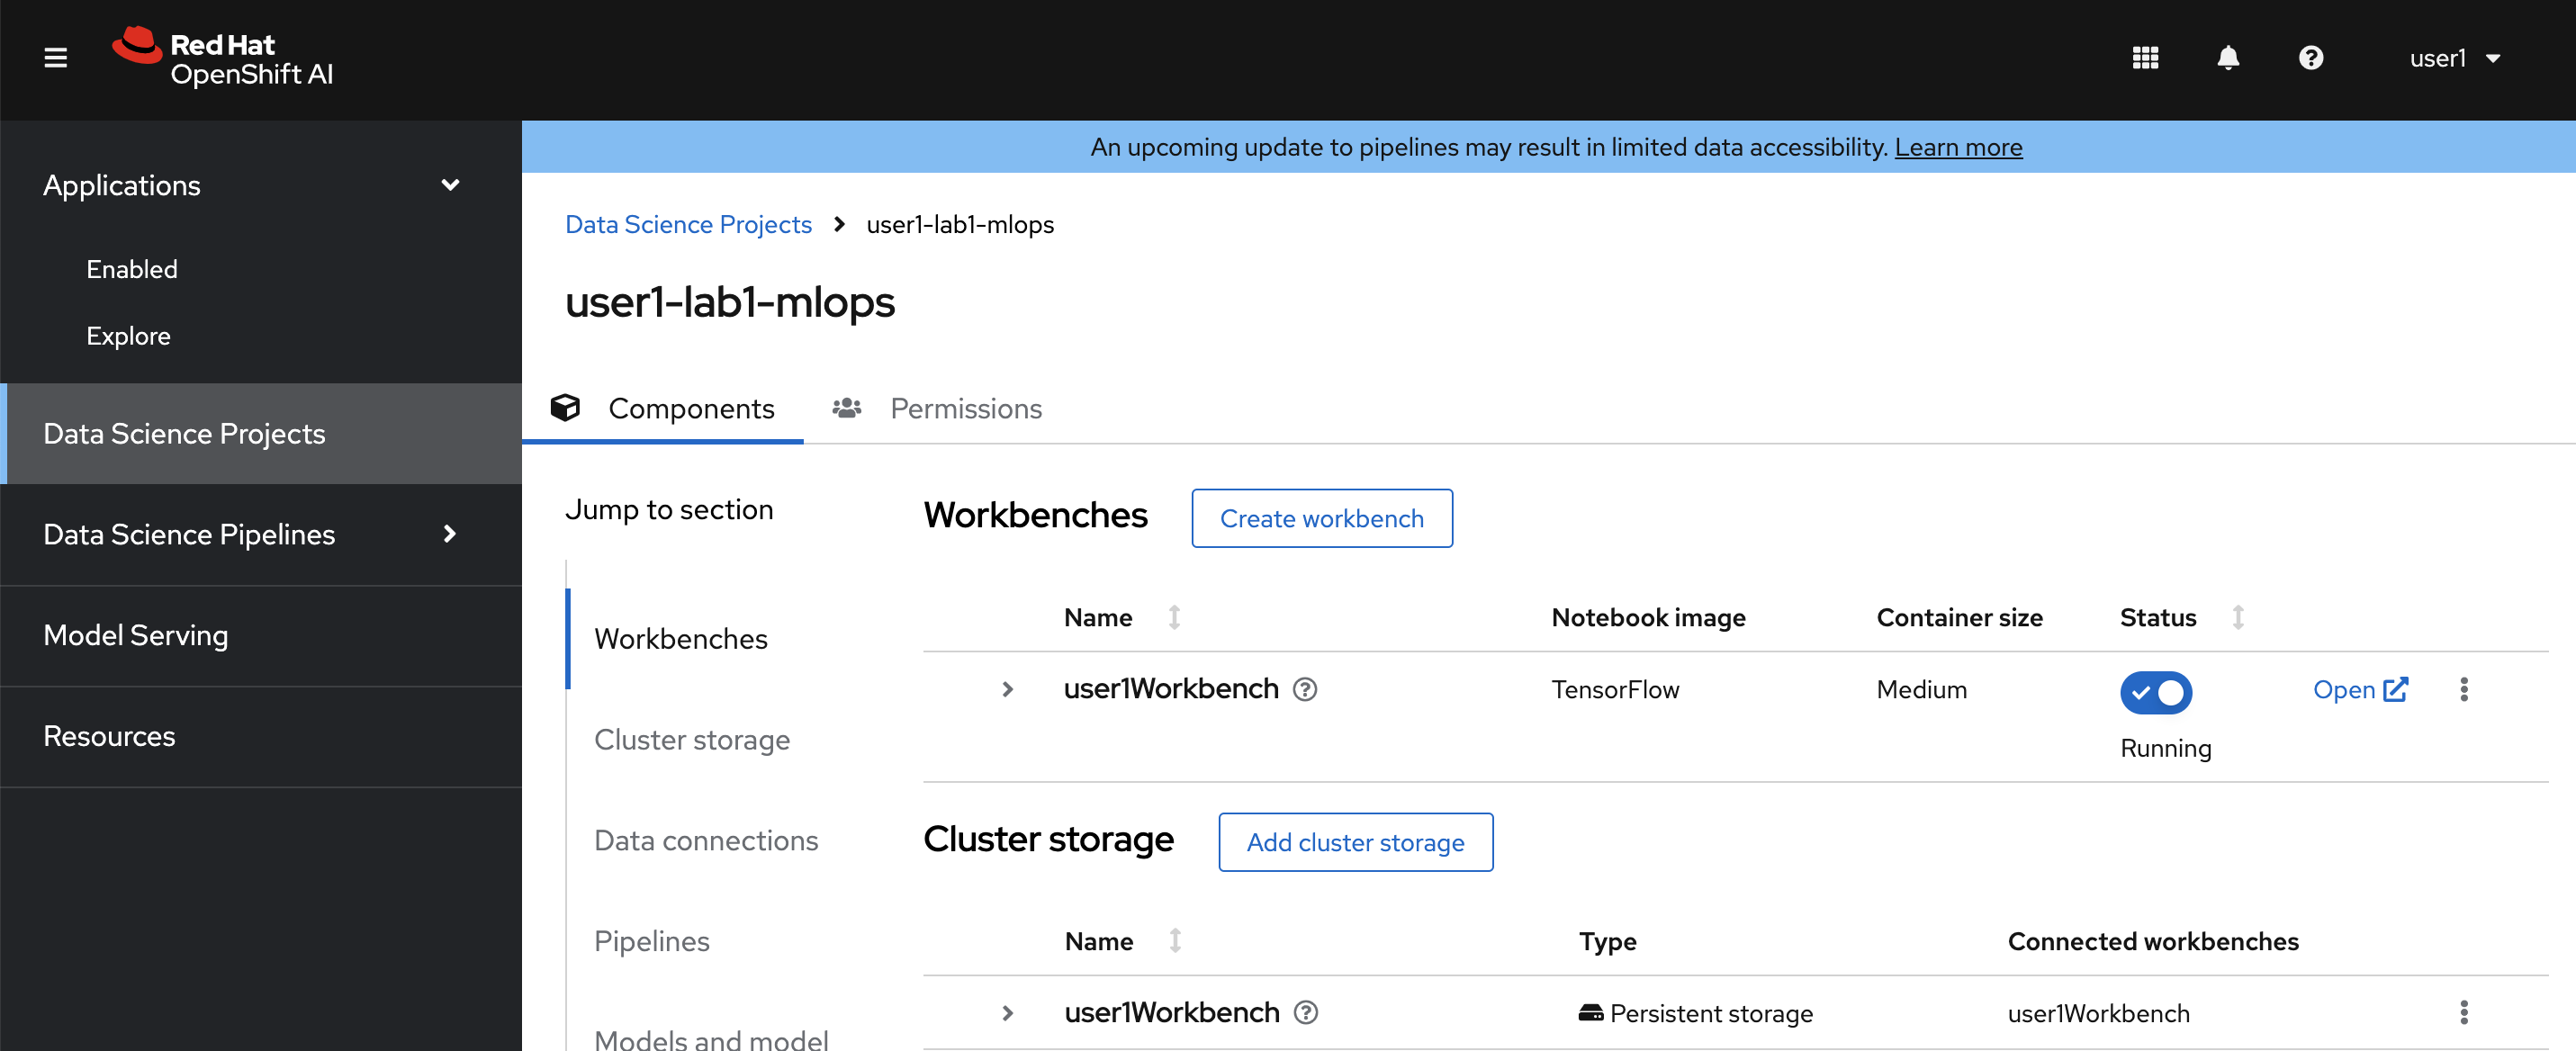 Red Hat
OpenShift AI
user1
Applications
Enabled
Explore
Data Science Projects
Data Science Pipelines
Model Serving
Resources
An upcoming update to pipelines may result in limited data accessibility. Learn more
Data Science Projects > user1-lab1-mlops
user1-lab1-mlops
Components Permissions
Jump to section
Workbenches
Cluster storage
Data connections
Pipelines
Models and model
Workbenches Create workbench
Name Notebook image Container size Status
user1Workbench TensorFlow Medium Open
Running
Cluster storage Add cluster storage
Name Type Connected workbenches
user1Workbench Persistent storage user1Workbench